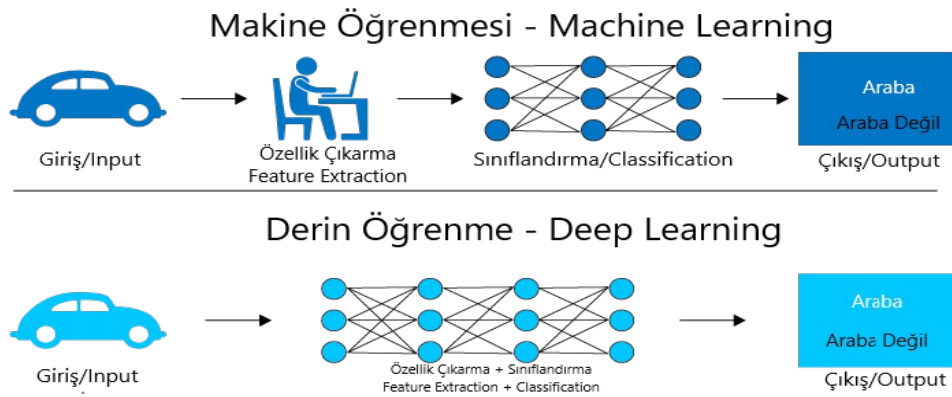 Makine Öğrenmesi - Machine Learning
Giriş/Input
Özellik Çıkarma
Feature Extraction
Sınıflandırma/Classification
Araba
Araba Değil
Çıkış/Output
Derin Öğrenme - Deep Learning
Giriş/Input
Özellik Çıkarma + Sınıflandırma
Feature Extraction + Classification
Araba
Araba Değil
Çıkış/Output